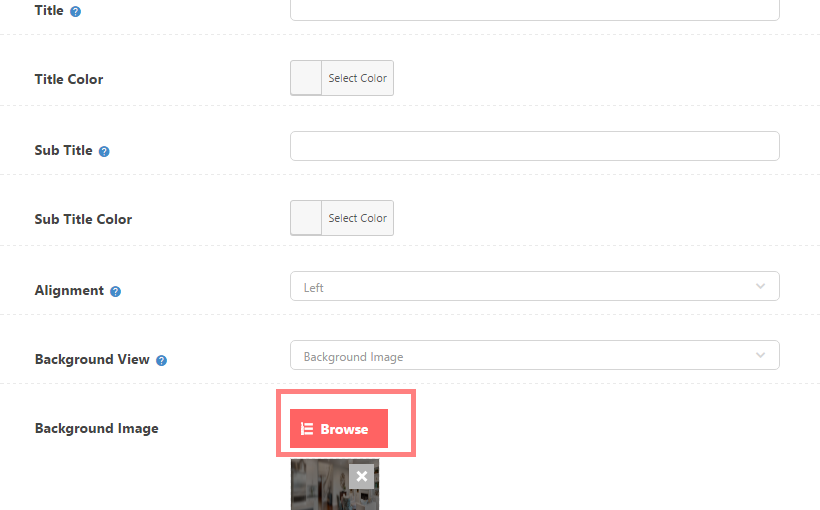 Title ?
Title Color Select Color
Sub Title ?
Sub Title Color Select Color
Alignment ? Left
Background View ? Background Image
Background Image Browse